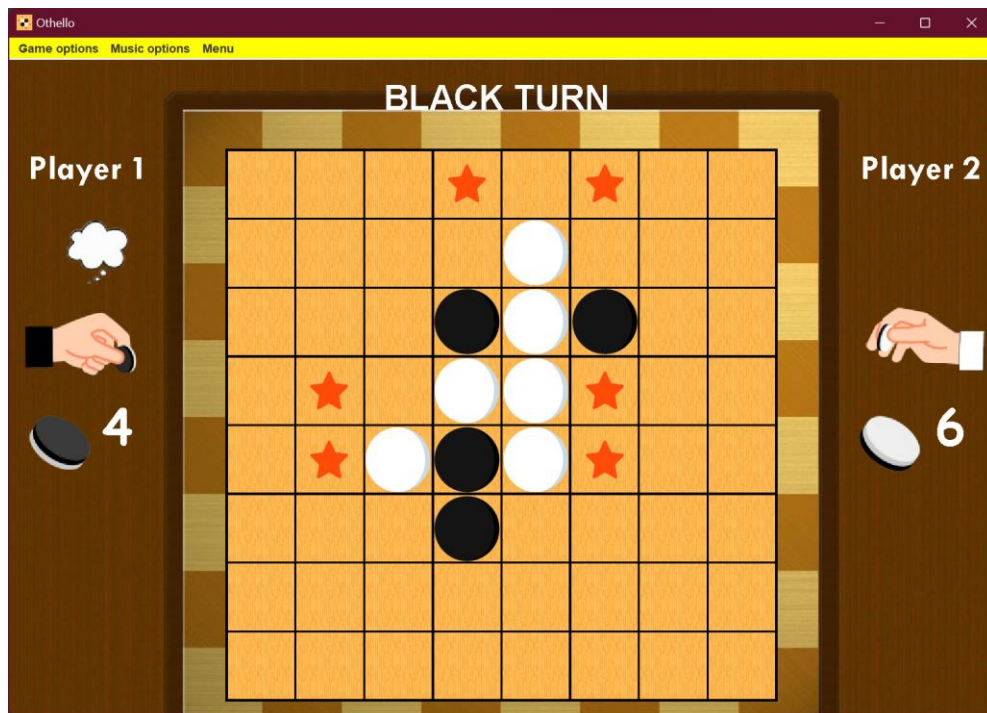 Othello
Game options Music options Menu
BLACK TURN
Player 1
Player 2
4
6